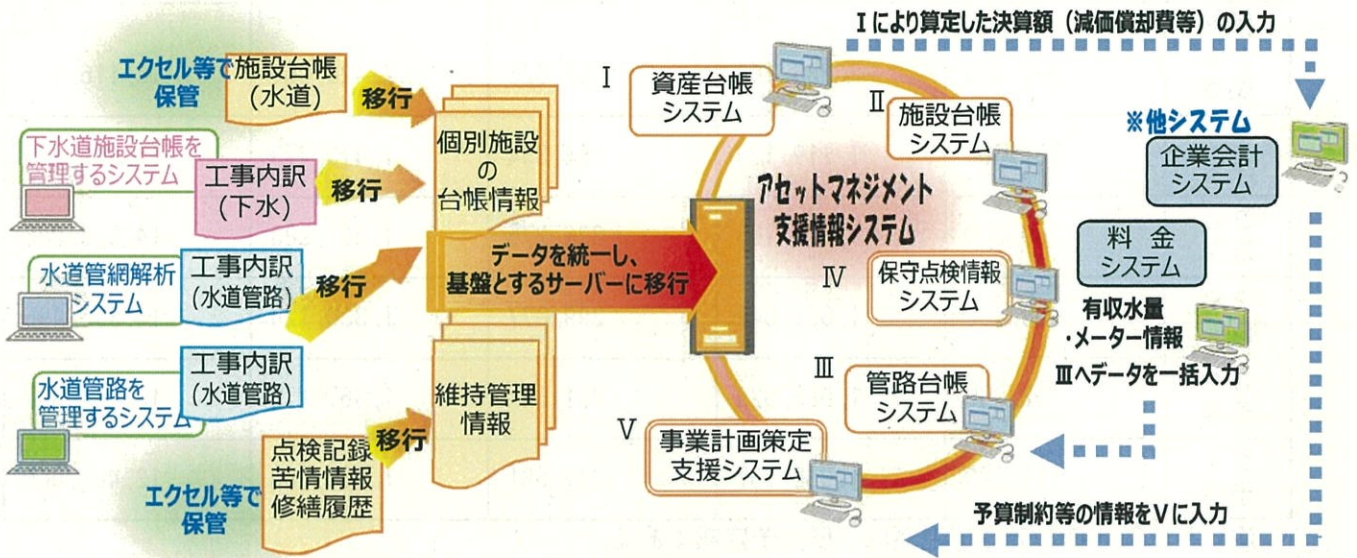 エクセル等で
保管
施設台帳
(水道)
移行
下水道施設台帳を
管理するシステム
工事内訳
(下水)
移行
個別施設
の
台帳情報
水道管網解析
システム
工事内訳
(水道管路)
移行
水道管路を
管理するシステム
工事内訳
(水道管路)
エクセル等で
保管
点検記録
苦情情報
修繕履歴
移行
維持管理
情報
データを統一し、
基盤とするサーバーに移行
アセットマネジメント
支援情報システム
Ⅰ
資産台帳
システム
Ⅱ
施設台帳
システム
Ⅳ
保守点検情報
システム
Ⅲ
管路台帳
システム
Ⅴ
事業計画策定
支援システム
Ⅰにより算定した決算額（減価償却費等）の入力
※他システム
企業会計
システム
料金
システム
有収水量
・メーター情報
Ⅲへデータを一括入力
予算制約等の情報をⅤに入力